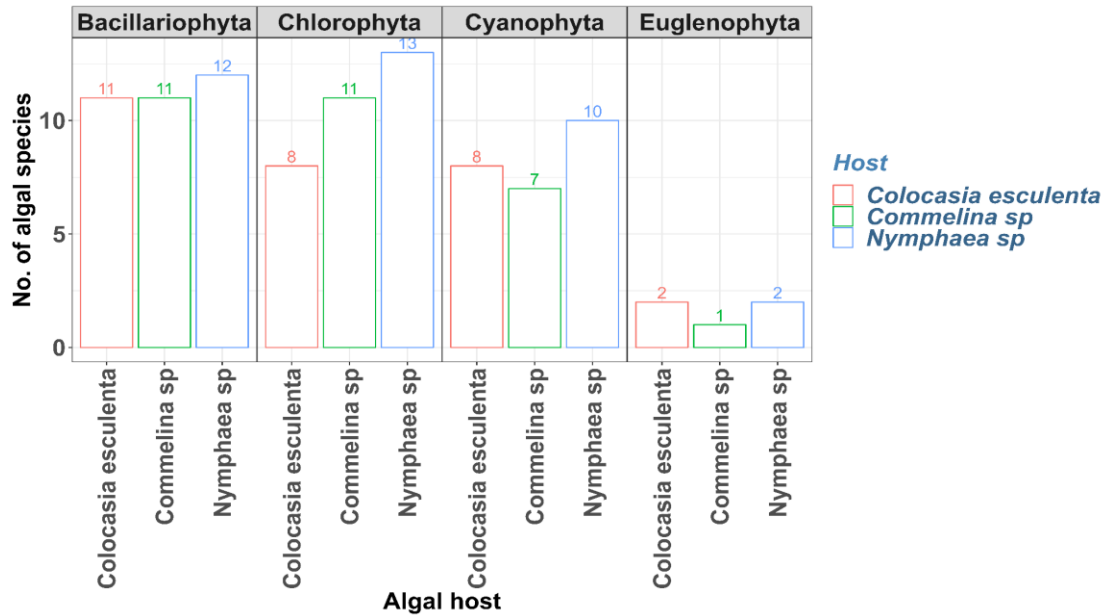 Bacillariophyta Chlorophyta Cyanophyta Euglenophyta
No. of algal species
10
5
0
11 11 12
8 11 13
8 7 10
2 1 2
Colocasia esculenta
Commelina sp
Nymphaea sp
Colocasia esculenta
Commelina sp
Nymphaea sp
Colocasia esculenta
Commelina sp
Nymphaea sp
Colocasia esculenta
Commelina sp
Nymphaea sp
Algal host
Host
Colocasia esculenta
Commelina sp
Nymphaea sp